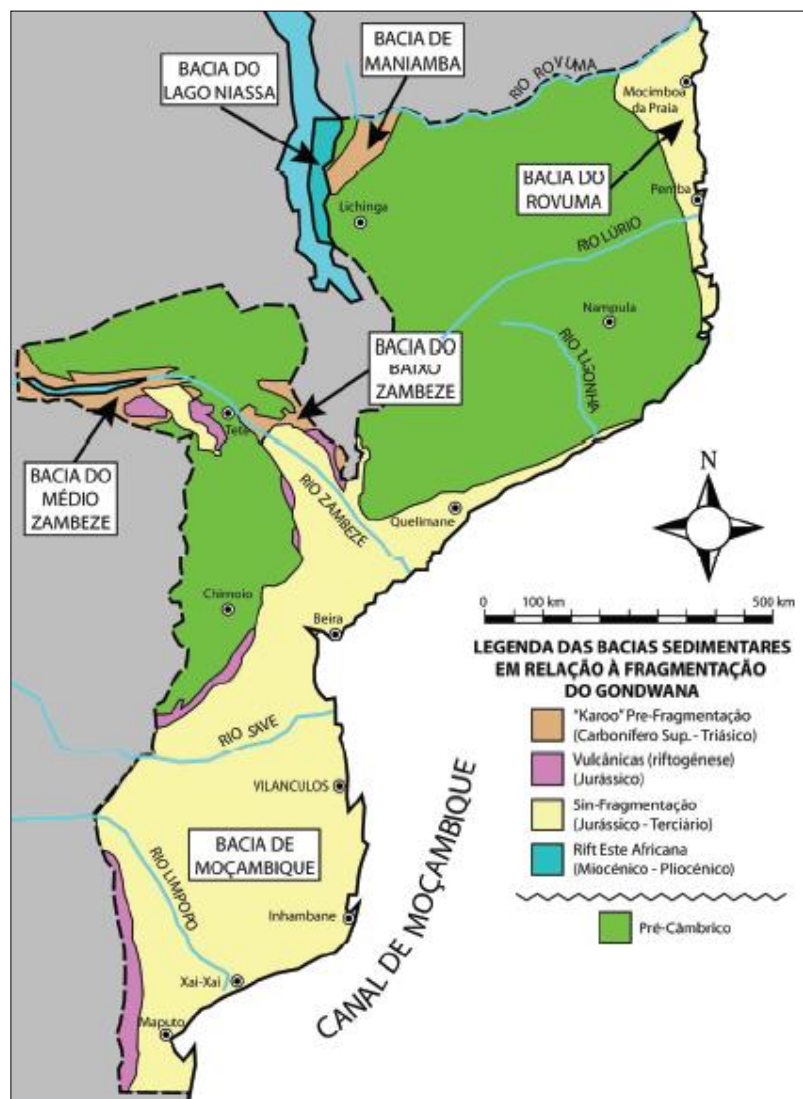 BACIA DE
MANIAMBA
BACIA DO
LAGO NIASSA
RIO ROVUMA
Mocimboa
da Praia
BACIA DO
ROVUMA
Pemba
Lichinga
RIO LÚRIO
Nampula
RIO LIGONHA
BACIA DO
BAIXO
ZAMBEZE
Tete
BACIA DO
MÉDIO
ZAMBEZE
RIO ZAMBEZE
Quelimane
N
Chimoio
Beira
0 100 km 500 km
LEGENDA DAS BACIAS SEDIMENTARES
EM RELAÇÃO À FRAGMENTAÇÃO
DO GONDWANA
"Karoo" Pre-Fragmentação
(Carbonífero Sup. - Triásico)
Vulcânicas (riftogénese)
(Jurássico)
Sin-Fragmentação
(Jurássico - Terciário)
Rift Este Africana
(Miocénico - Pliocénico)
Pré-Câmbrico
RIO SAVE
VILANCULOS
BACIA DE
MOÇAMBIQUE
RIO LIMPOPO
Inhambane
Xai-Xai
Maputo
CANAL DE MOÇAMBIQUE